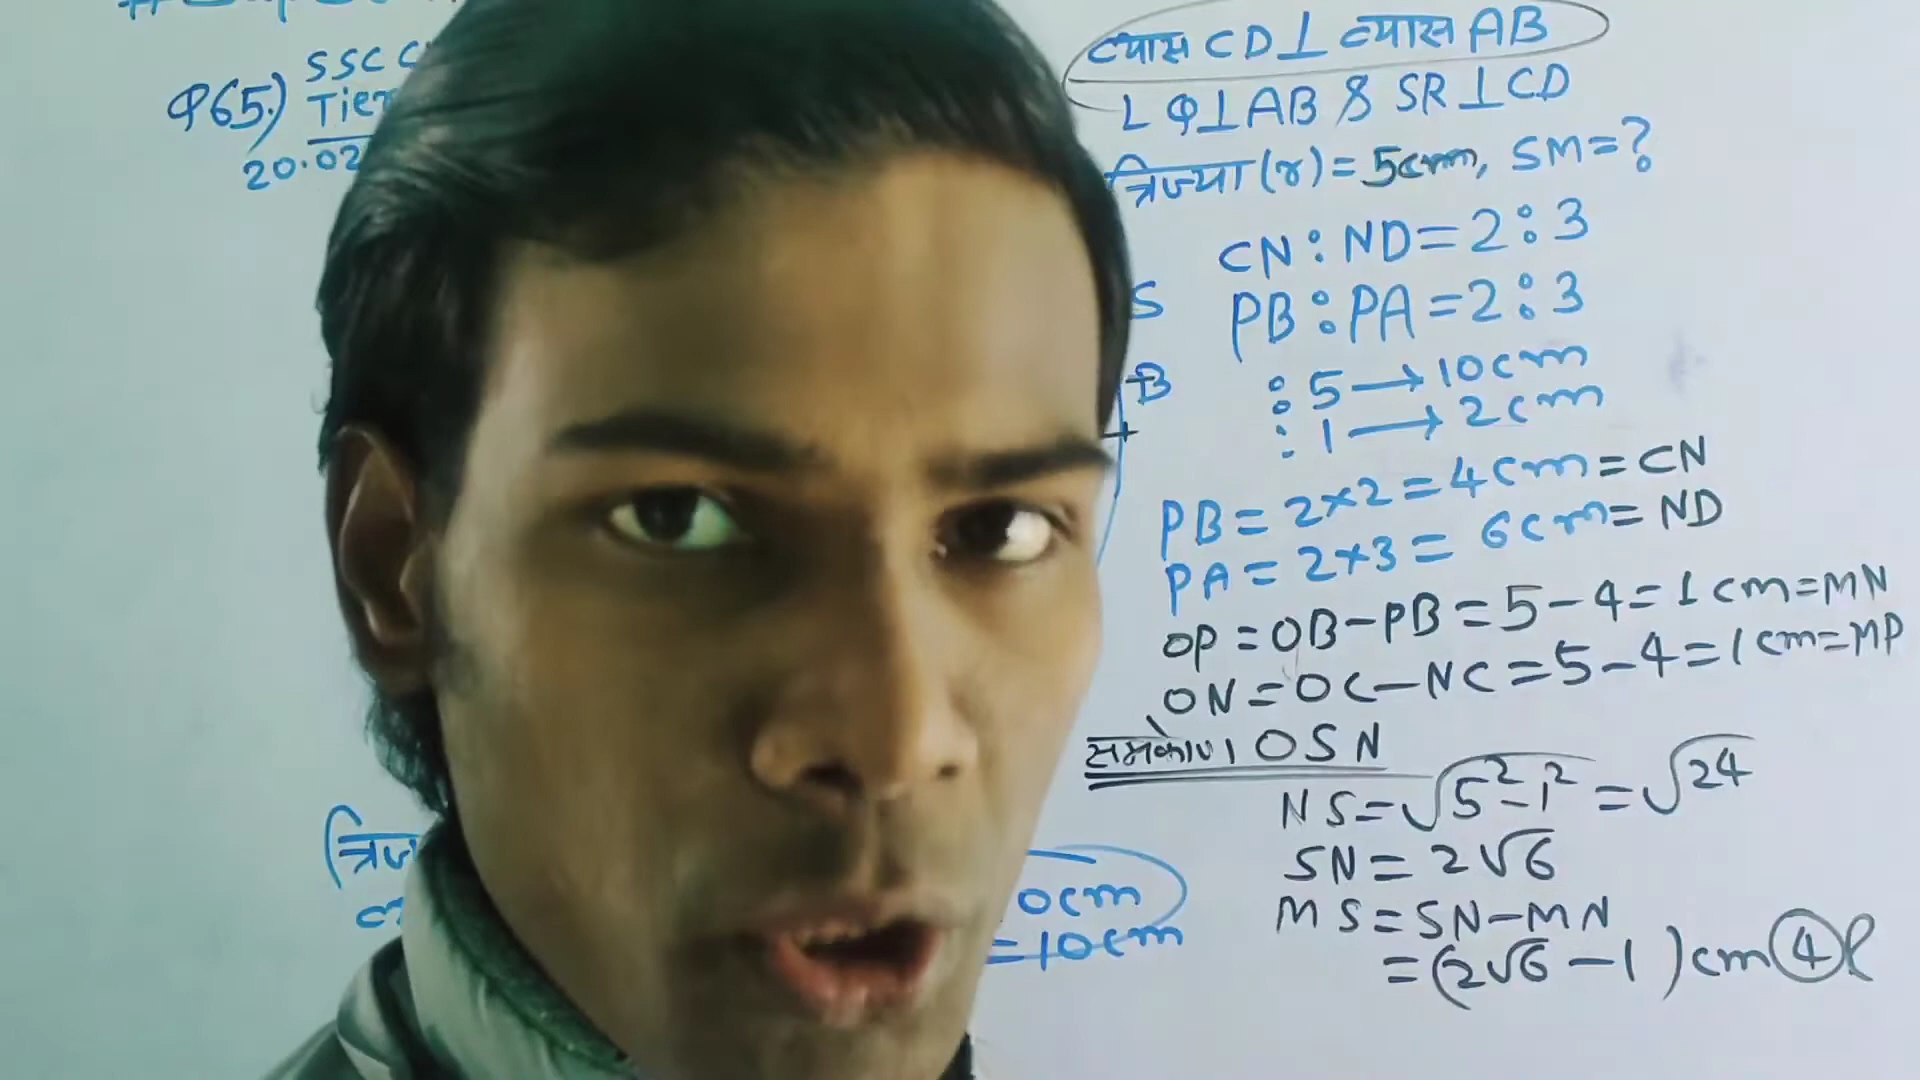 SSC C
Q65.) Tier
20.02
व्यास CD⊥ व्यास AB
LQ⊥AB & SR⊥CD
त्रिज्या (r) = 5cm, SM=?
CN:ND=2:3
S
PB:PA=2:3
B
:5→10cm
:1→2cm
PB=2×2=4cm=CN
PA=2×3=6cm=ND
OP=OB-PB=5-4=1cm=MN
ON=OC-NC=5-4=1cm=MP
समकोण। OSN
NS=√5²-1²=√24
SN=2√6
MS=SN-MN
=(2√6-1)cm④
त्रिज
0cm
=10cm